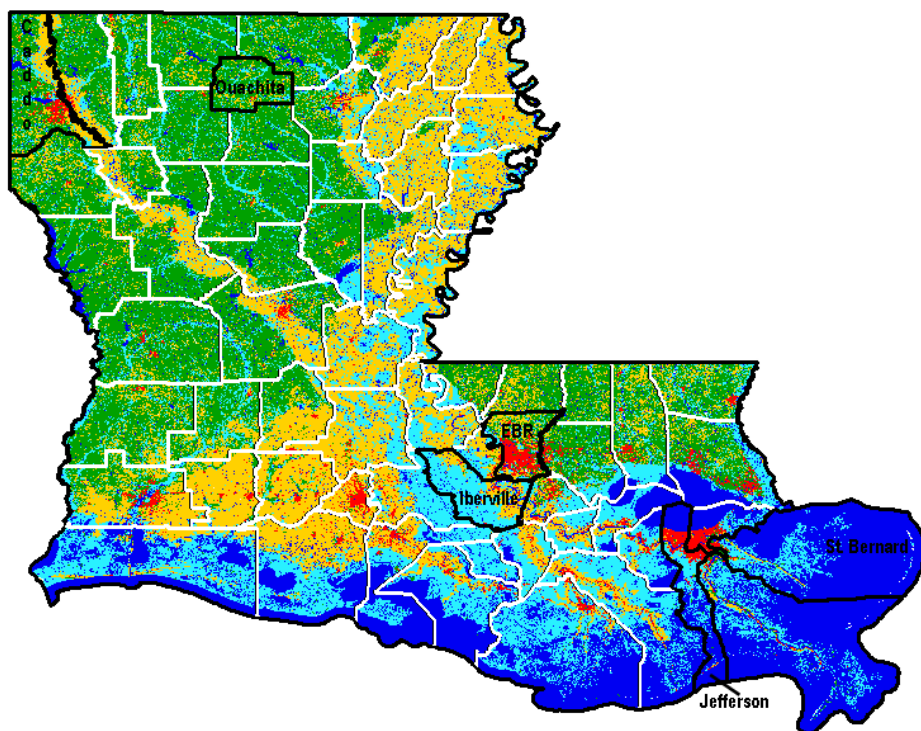 Caddo
Ouachita
EBR
Iberville
St. Bernard
Jefferson